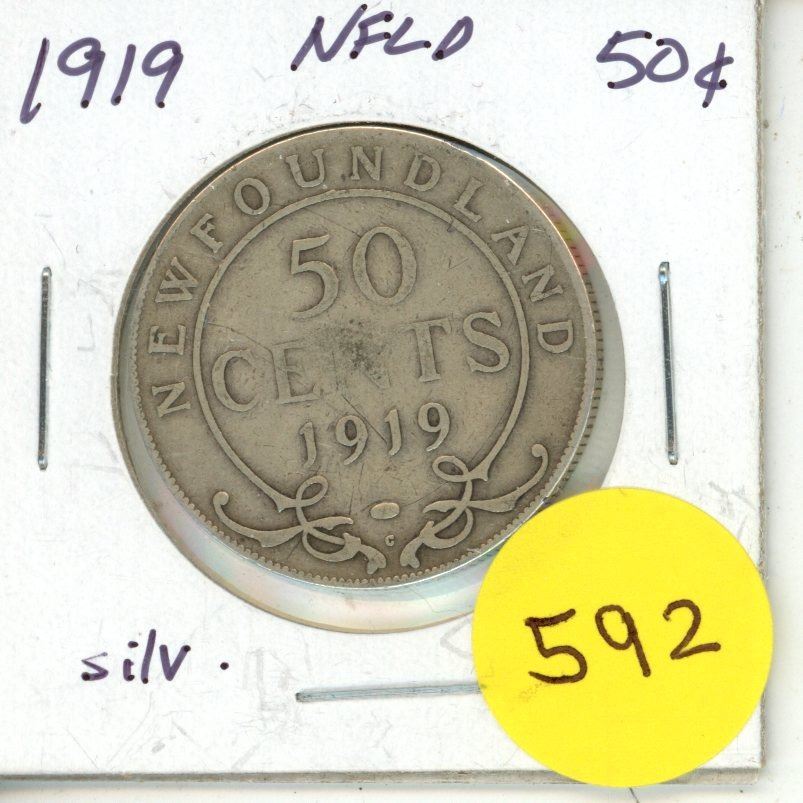 1919 NFLD 50¢
NEWFOUNDLAND
50
CENTS
1919
C
silv.
592